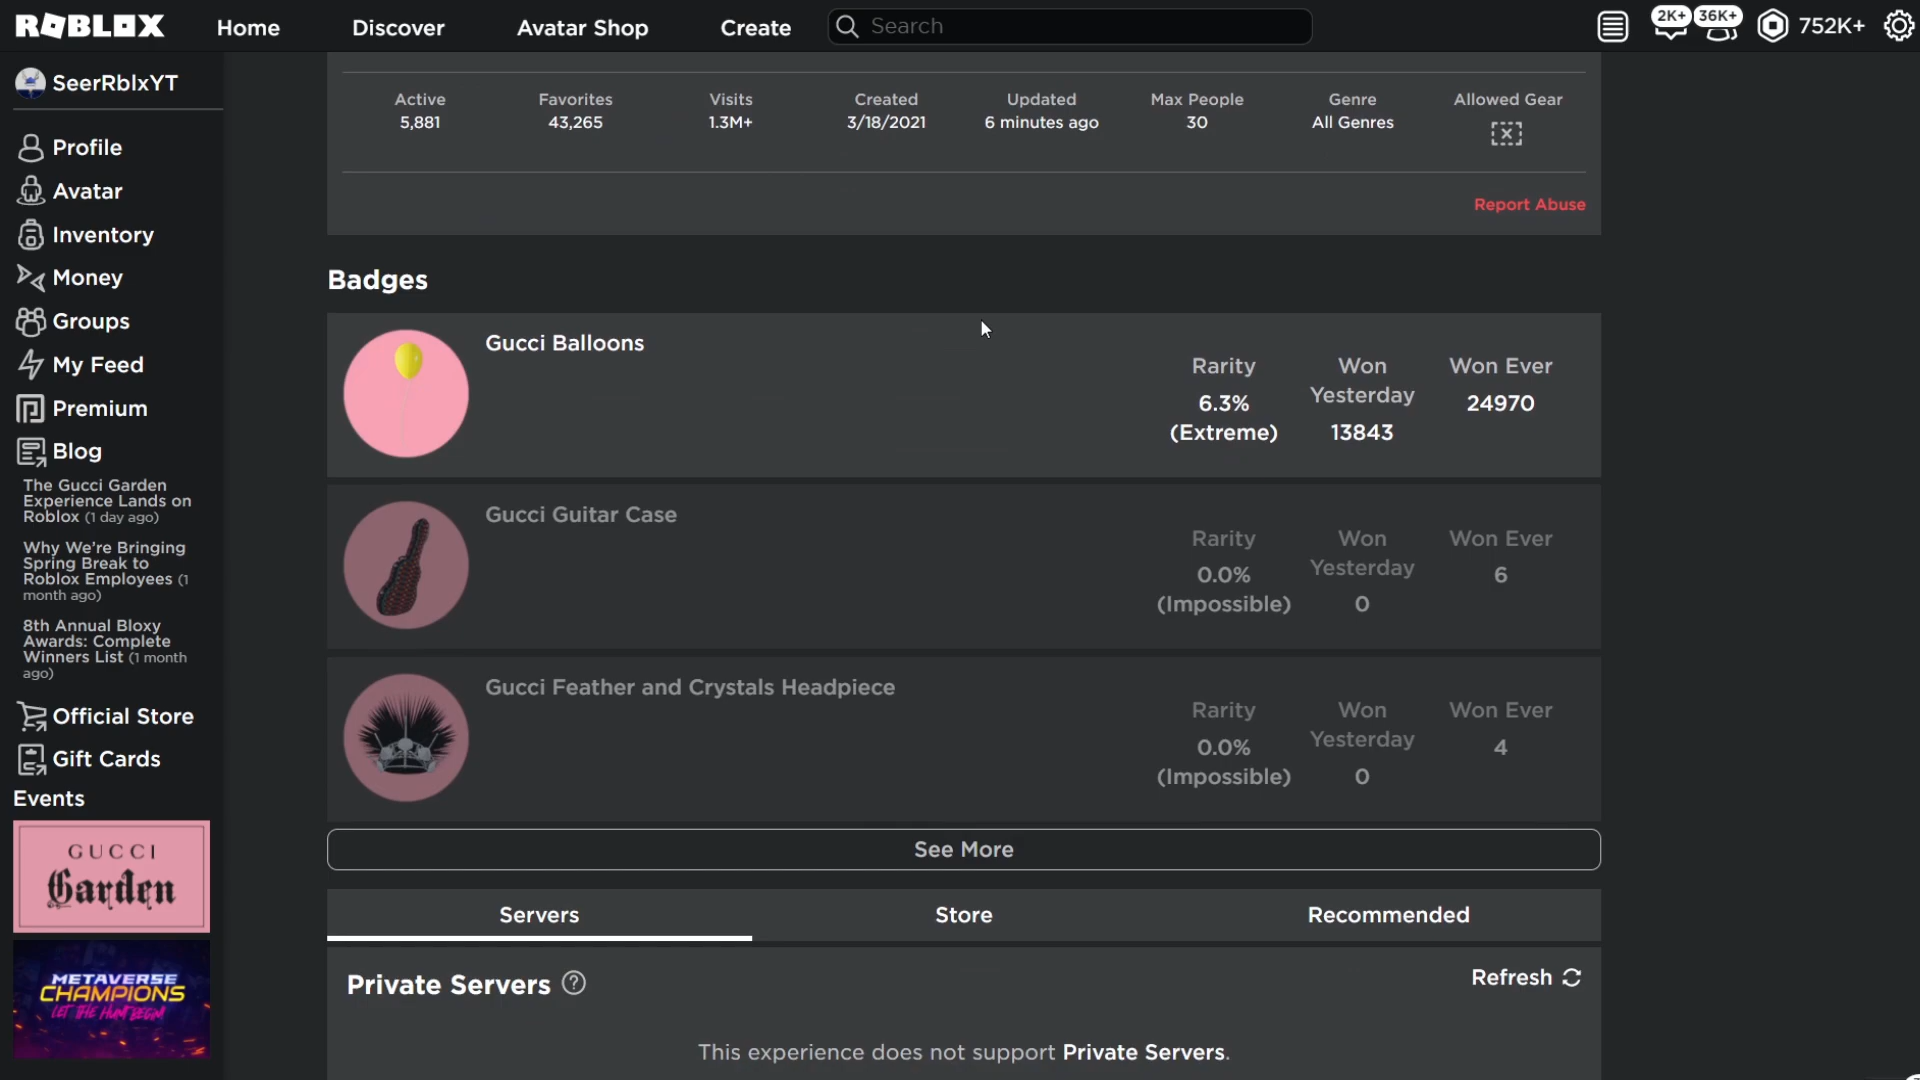 ROBLOX Home Discover Avatar Shop Create Search 2K+ 36K+ 752K+
SeerRblxYT
Profile
Avatar
Inventory
Money
Groups
My Feed
Premium
Blog
The Gucci Garden
Experience Lands on
Roblox (1 day ago)
Why We're Bringing
Spring Break to
Roblox Employees (1
month ago)
8th Annual Bloxy
Awards: Complete
Winners List (1 month
ago)
Official Store
Gift Cards
Events
GUCCI
Garden
METAVERSE
CHAMPIONS
LET THE HUNT BEGIN
Active Favorites Visits Created Updated Max People Genre Allowed Gear
5,881 43,265 1.3M+ 3/18/2021 6 minutes ago 30 All Genres
Report Abuse
Badges
Gucci Balloons
Rarity Won Won Ever
Yesterday
6.3% 24970
(Extreme) 13843
Gucci Guitar Case
Rarity Won Won Ever
Yesterday
0.0% 6
(Impossible) 0
Gucci Feather and Crystals Headpiece
Rarity Won Won Ever
Yesterday
0.0% 4
(Impossible) 0
See More
Servers Store Recommended
Private Servers ? Refresh
This experience does not support Private Servers.